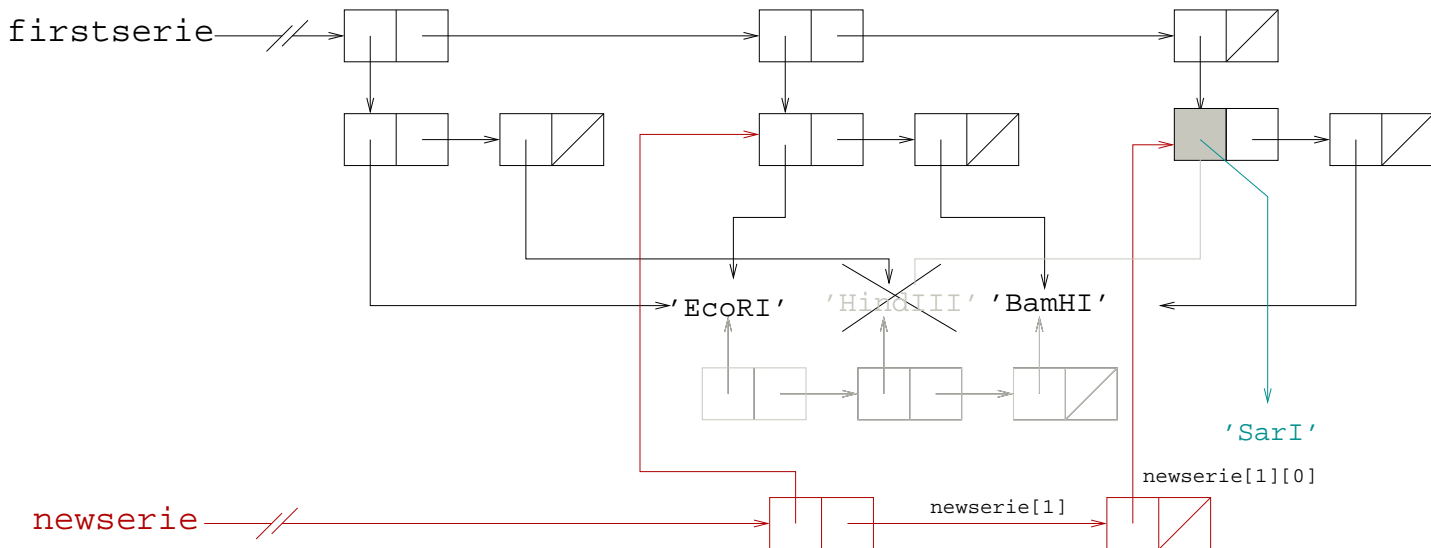 firstserie
’EcoRI’ ’HindIII’ ’BamHI’
’SarI’
newserie[1][0]
newserie[1]
newserie